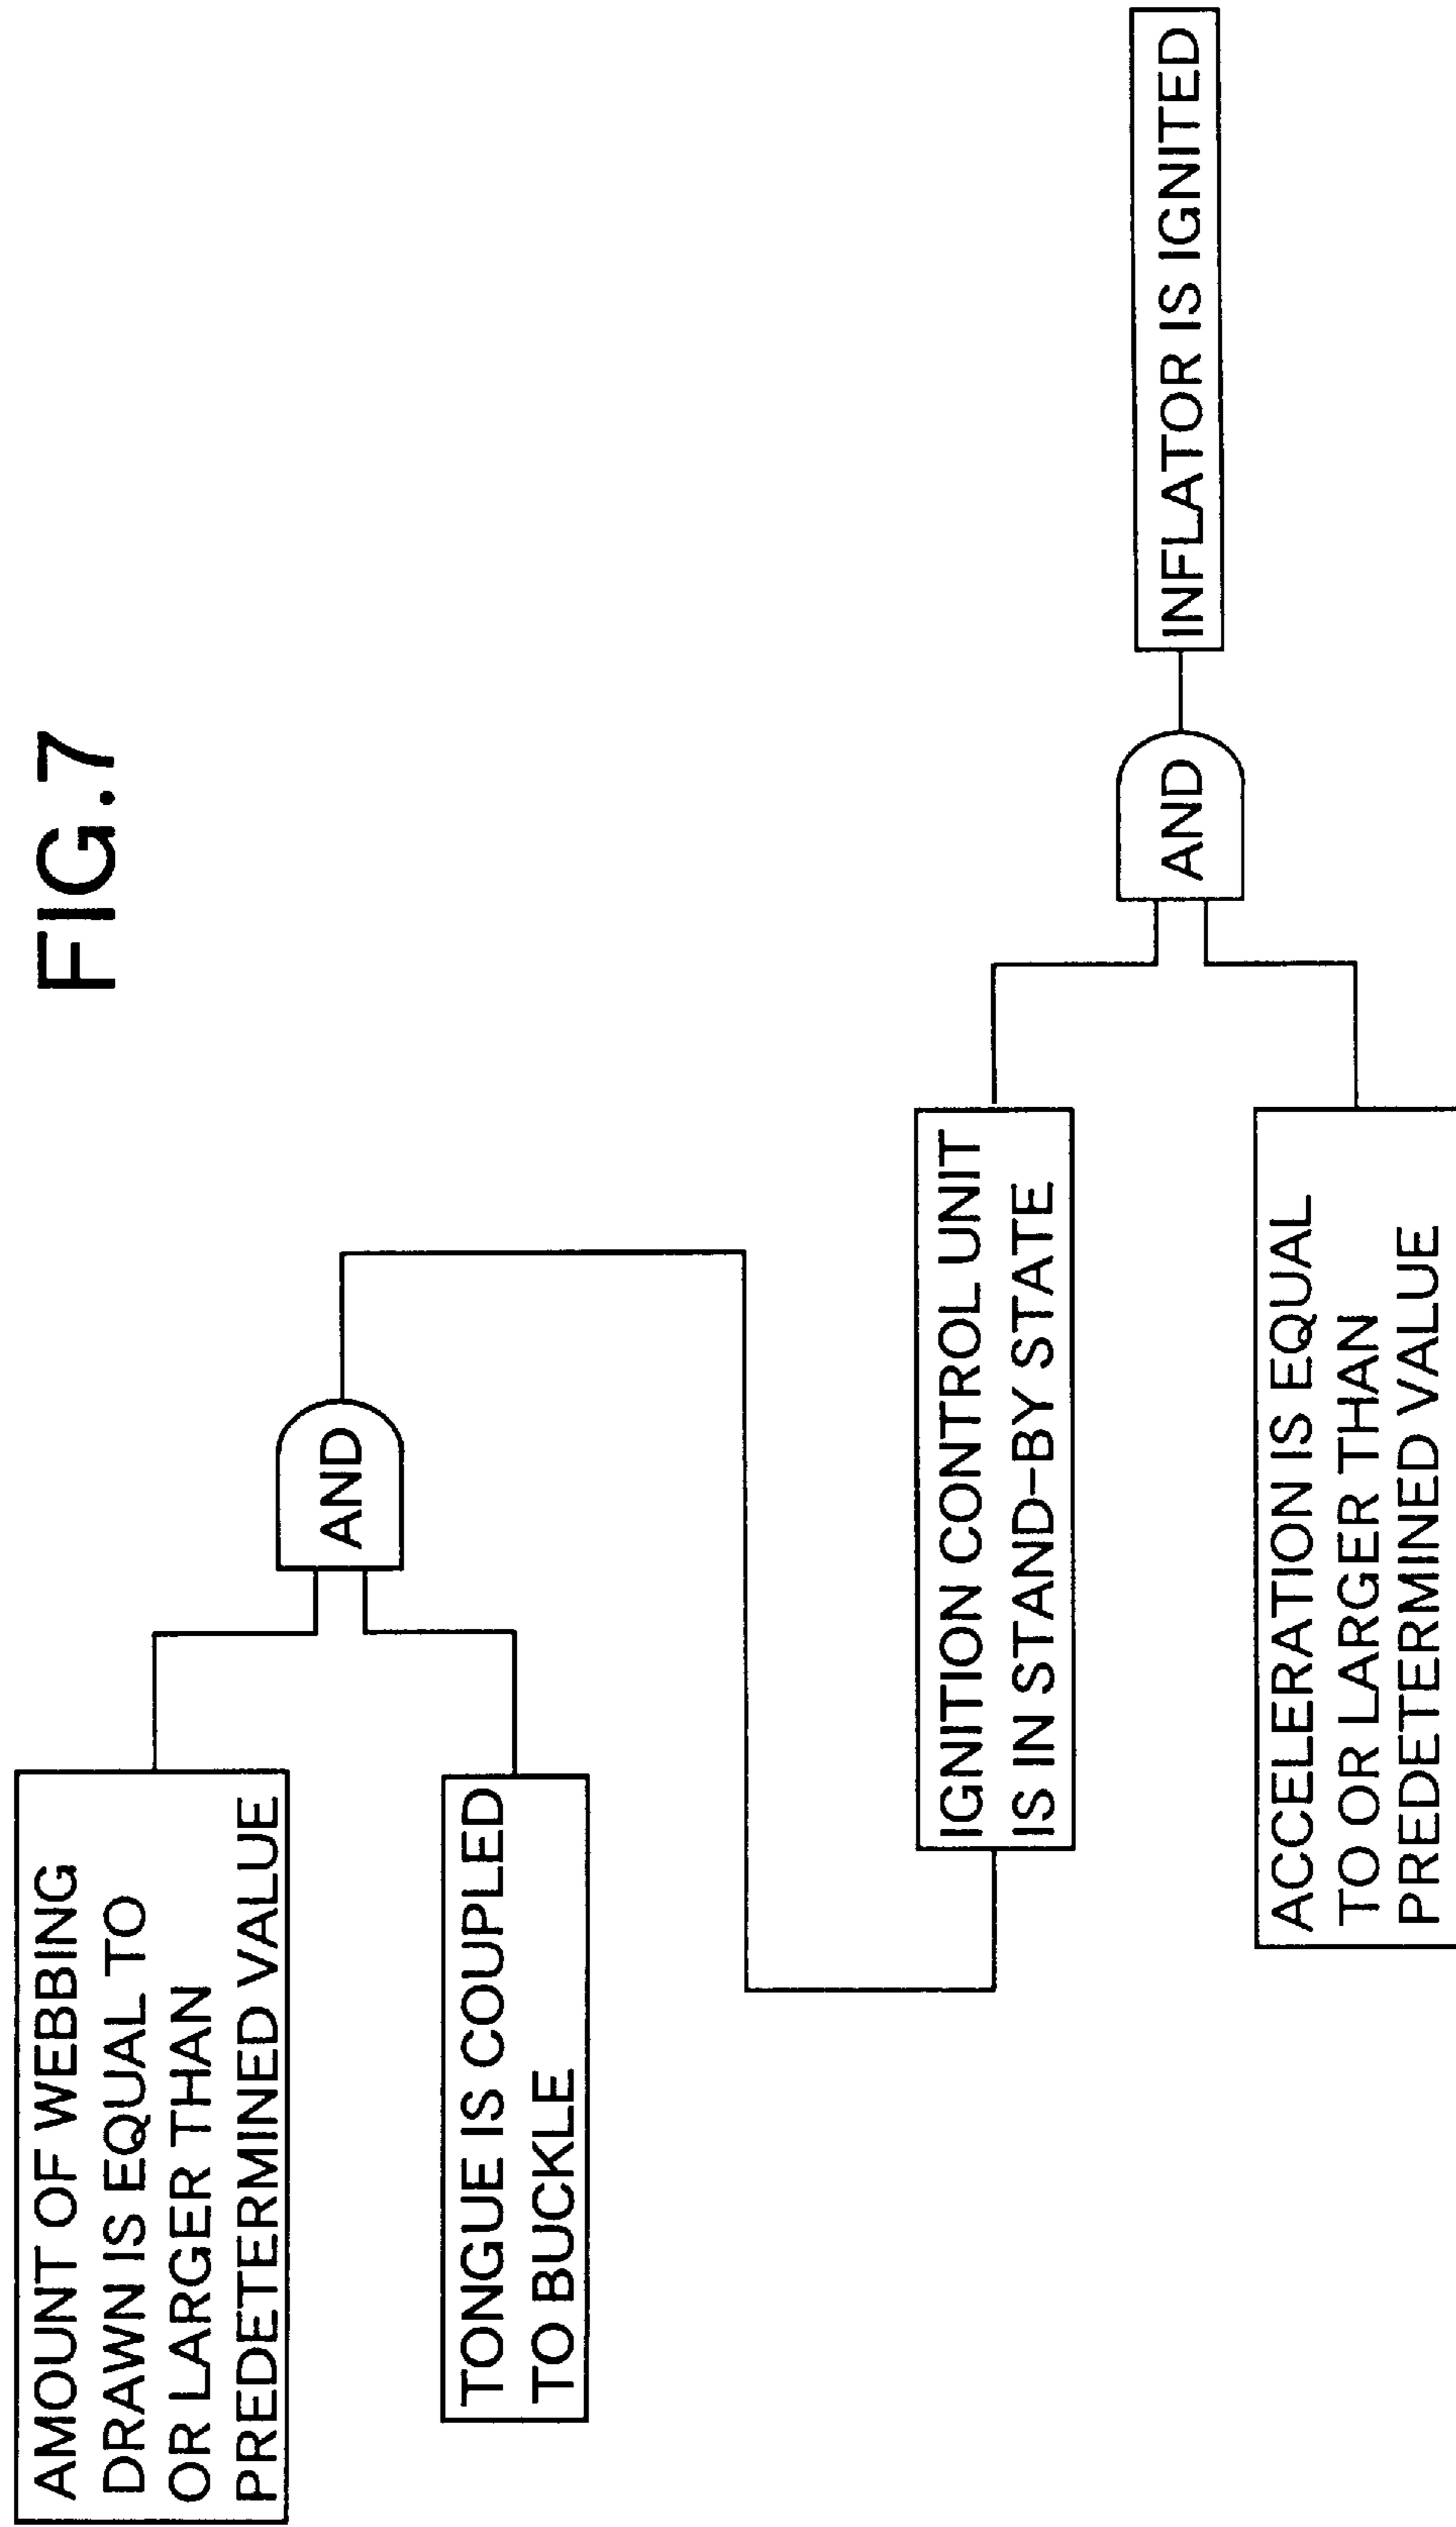 FIG.7
AMOUNT OF WEBBING
DRAWN IS EQUAL TO
OR LARGER THAN
PREDETERMINED VALUE
AND
TONGUE IS COUPLED
TO BUCKLE
IGNITION CONTROL UNIT
IS IN STAND-BY STATE
AND
INFLATOR IS IGNITED
ACCELERATION IS EQUAL
TO OR LARGER THAN
PREDETERMINED VALUE